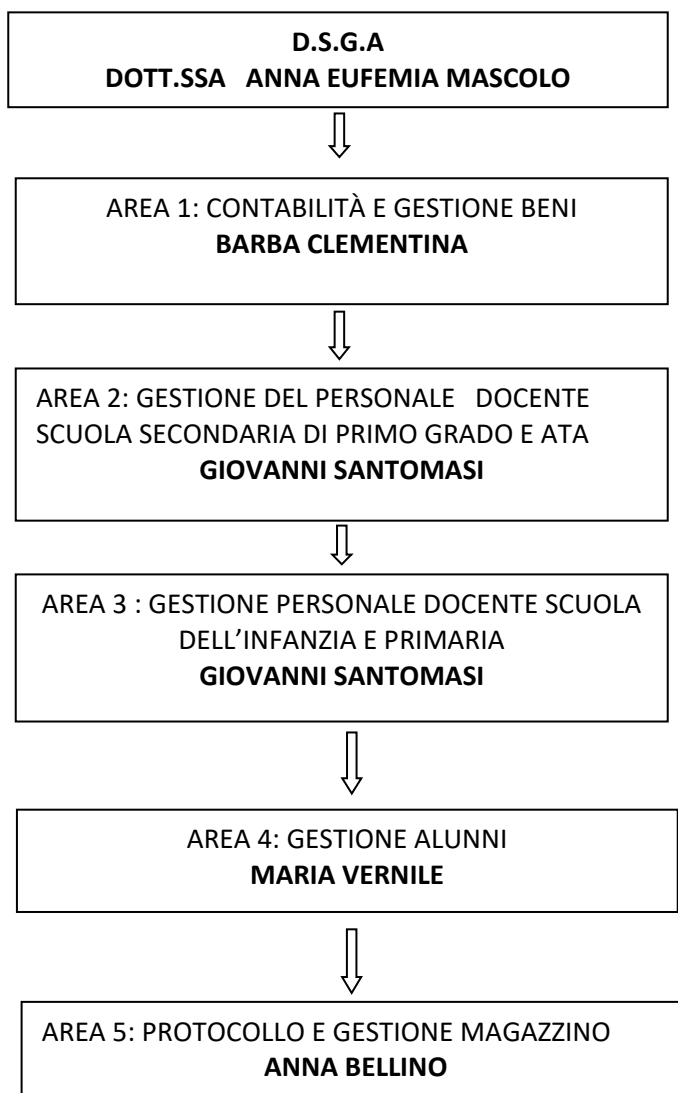 D.S.G.A
DOTT.SSA ANNA EUFEMIA MASCOLO
AREA 1: CONTABILITÀ E GESTIONE BENI
BARBA CLEMENTINA
AREA 2: GESTIONE DEL PERSONALE DOCENTE
SCUOLA SECONDARIA DI PRIMO GRADO E ATA
GIOVANNI SANTOMASI
AREA 3 : GESTIONE PERSONALE DOCENTE SCUOLA
DELL’INFANZIA E PRIMARIA
GIOVANNI SANTOMASI
AREA 4: GESTIONE ALUNNI
MARIA VERNILE
AREA 5: PROTOCOLLO E GESTIONE MAGAZZINO
ANNA BELLINO